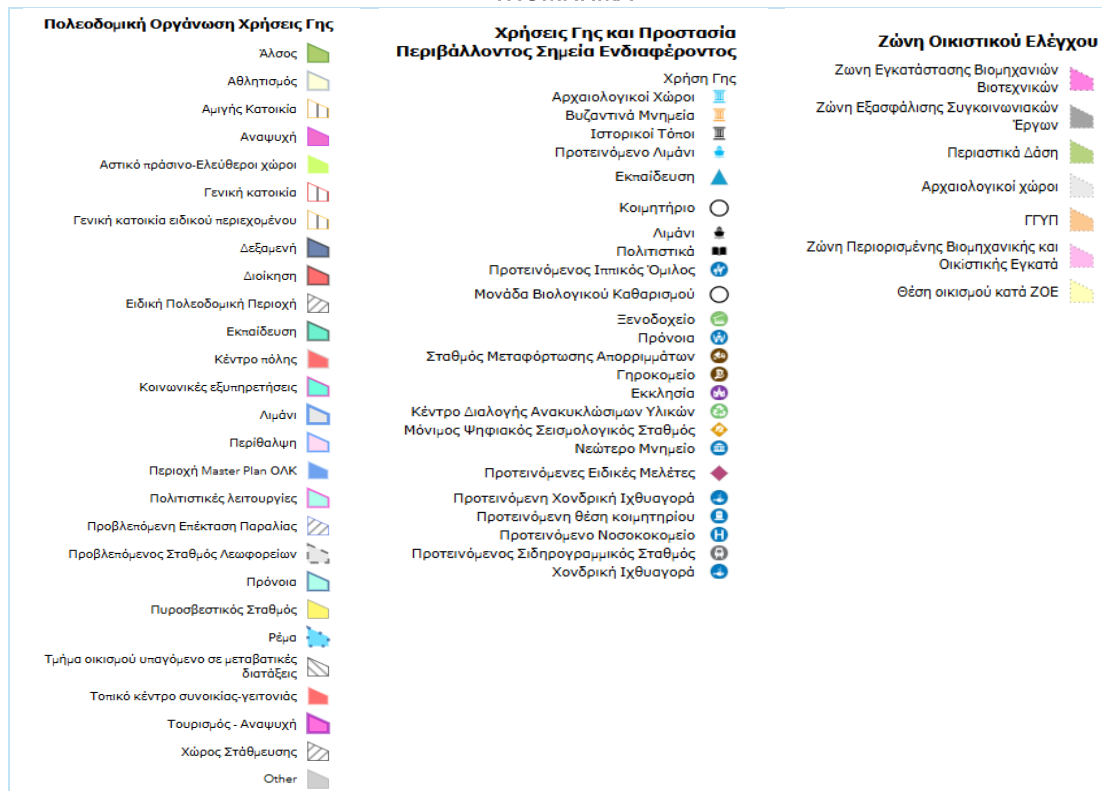 Πολεοδομική Οργάνωση Χρήσεις Γης
Άλσος
Αθλητισμός
Αμιγής Κατοικία
Αναψυχή
Αστικό πράσινο-Ελεύθεροι χώροι
Γενική κατοικία
Γενική κατοικία ειδικού περιεχομένου
Δεξαμενή
Διοίκηση
Ειδική Πολεοδομική Περιοχή
Εκπαίδευση
Κέντρο πόλης
Κοινωνικές εξυπηρετήσεις
Λιμάνι
Περίθαλψη
Περιοχή Master Plan ΟΛΚ
Πολιτιστικές λειτουργίες
Προβλεπόμενη Επέκταση Παραλίας
Προβλεπόμενος Σταθμός Λεωφορείων
Πρόνοια
Πυροσβεστικός Σταθμός
Ρέμα
Τμήμα οικισμού υπαγόμενο σε μεταβατικές
διατάξεις
Τοπικό κέντρο συνοικίας-γειτονιάς
Τουρισμός - Αναψυχή
Χώρος Στάθμευσης
Other
Χρήσεις Γης και Προστασία
Περιβάλλοντος Σημεία Ενδιαφέροντος
Χρήση Γης
Αρχαιολογικοί Χώροι
Βυζαντινά Μνημεία
Ιστορικοί Τόποι
Προτεινόμενο Λιμάνι
Εκπαίδευση
Κοιμητήριο
Λιμάνι
Πολιτιστικά
Προτεινόμενος Ιππικός Όμιλος
Μονάδα Βιολογικού Καθαρισμού
Ξενοδοχείο
Πρόνοια
Σταθμός Μεταφόρτωσης Απορριμμάτων
Γηροκομείο
Εκκλησία
Κέντρο Διαλογής Ανακυκλώσιμων Υλικών
Μόνιμος Ψηφιακός Σεισμολογικός Σταθμός
Νεώτερο Μνημείο
Προτεινόμενες Ειδικές Μελέτες
Προτεινόμενη Χονδρική Ιχθυαγορά
Προτεινόμενη θέση κοιμητηρίου
Προτεινόμενο Νοσοκοκομείο
Προτεινόμενος Σιδηρογραμμικός Σταθμός
Χονδρική Ιχθυαγορά
Ζώνη Οικιστικού Ελέγχου
Ζωνη Εγκατάστασης Βιομηχανιών
Βιοτεχνικών
Ζώνη Εξασφάλισης Συγκοινωνιακών
Έργων
Περιαστικά Δάση
Αρχαιολογικοί χώροι
ΓΓΥΠ
Ζώνη Περιορισμένης Βιομηχανικής και
Οικιστικής Εγκατά
Θέση οικισμού κατά ΖΟΕ